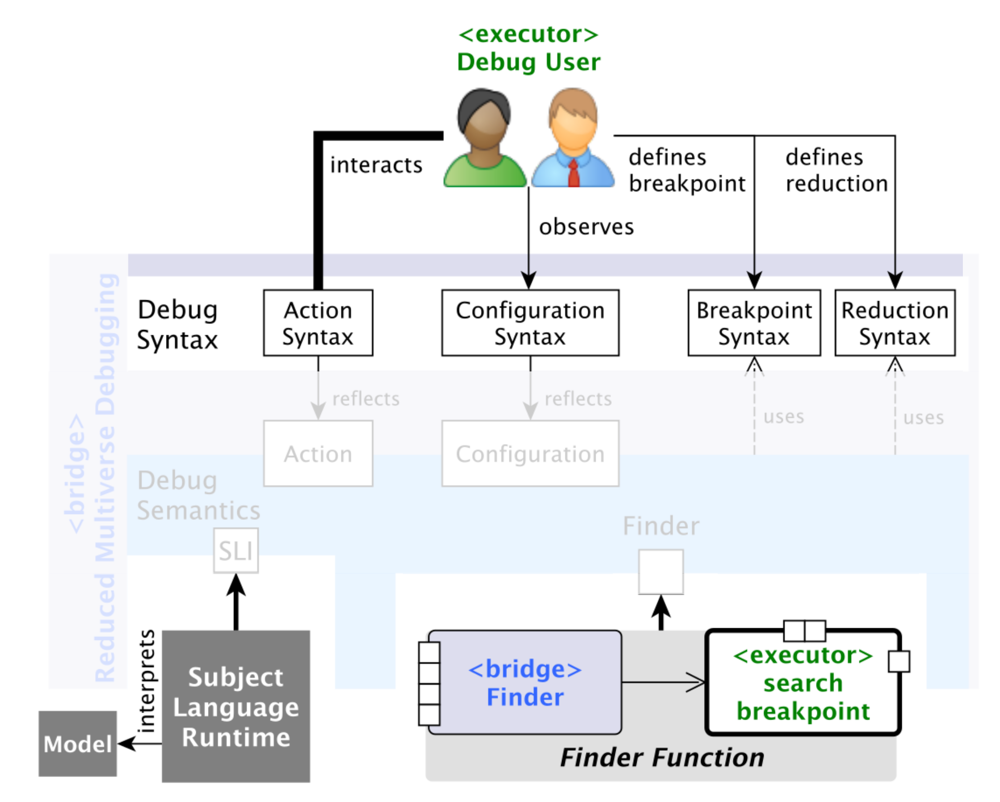 <executor>
Debug User
interacts
defines
breakpoint
defines
reduction
observes
Debug
Syntax
Action
Syntax
Configuration
Syntax
Breakpoint
Syntax
Reduction
Syntax
<bridge>
Reduced Multiverse Debugging
reflects
reflects
uses
uses
Action
Configuration
Debug
Semantics
SLI
Finder
interprets
Subject
Language
Runtime
Model
<bridge>
Finder
<executor>
search
breakpoint
Finder Function